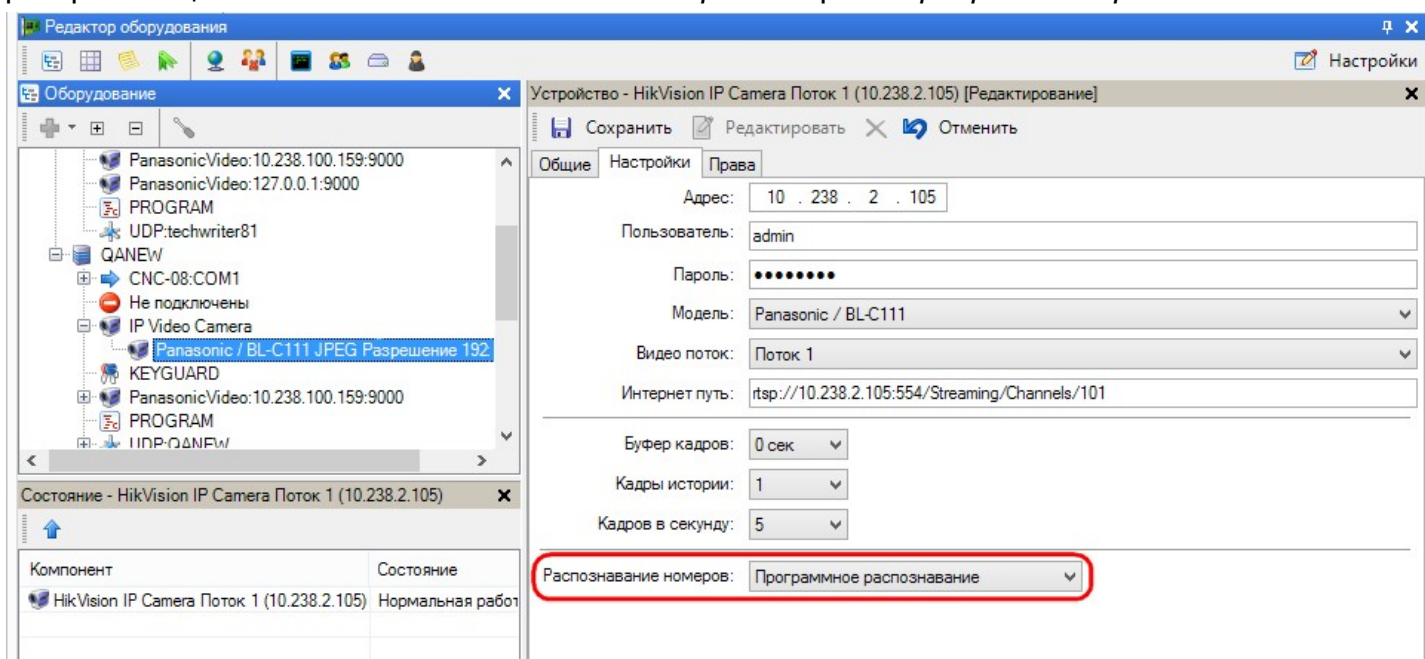 Редактор оборудования
Настройки
Оборудование
PanasonicVideo:10.238.100.159:9000
PanasonicVideo:127.0.0.1:9000
PROGRAM
UDP:techwriter81
QANEW
CNC-08:COM1
Не подключены
IP Video Camera
Panasonic / BL-C111 JPEG Разрешение 192
KEYGUARD
PanasonicVideo:10.238.100.159:9000
PROGRAM
UDP:QANEW
Состояние - HikVision IP Camera Поток 1 (10.238.2.105)
Компонент Состояние
HikVision IP Camera Поток 1 (10.238.2.105) Нормальная работ
Устройство - HikVision IP Camera Поток 1 (10.238.2.105) [Редактирование]
Сохранить Редактировать Отменить
Общие Настройки Права
Адрес: 10 . 238 . 2 . 105
Пользователь: admin
Пароль: ●●●●●●●●
Модель: Panasonic / BL-C111
Видео поток: Поток 1
Интернет путь: rtsp://10.238.2.105:554/Streaming/Channels/101
Буфер кадров: 0 сек
Кадры истории: 1
Кадров в секунду: 5
Распознавание номеров: Программное распознавание